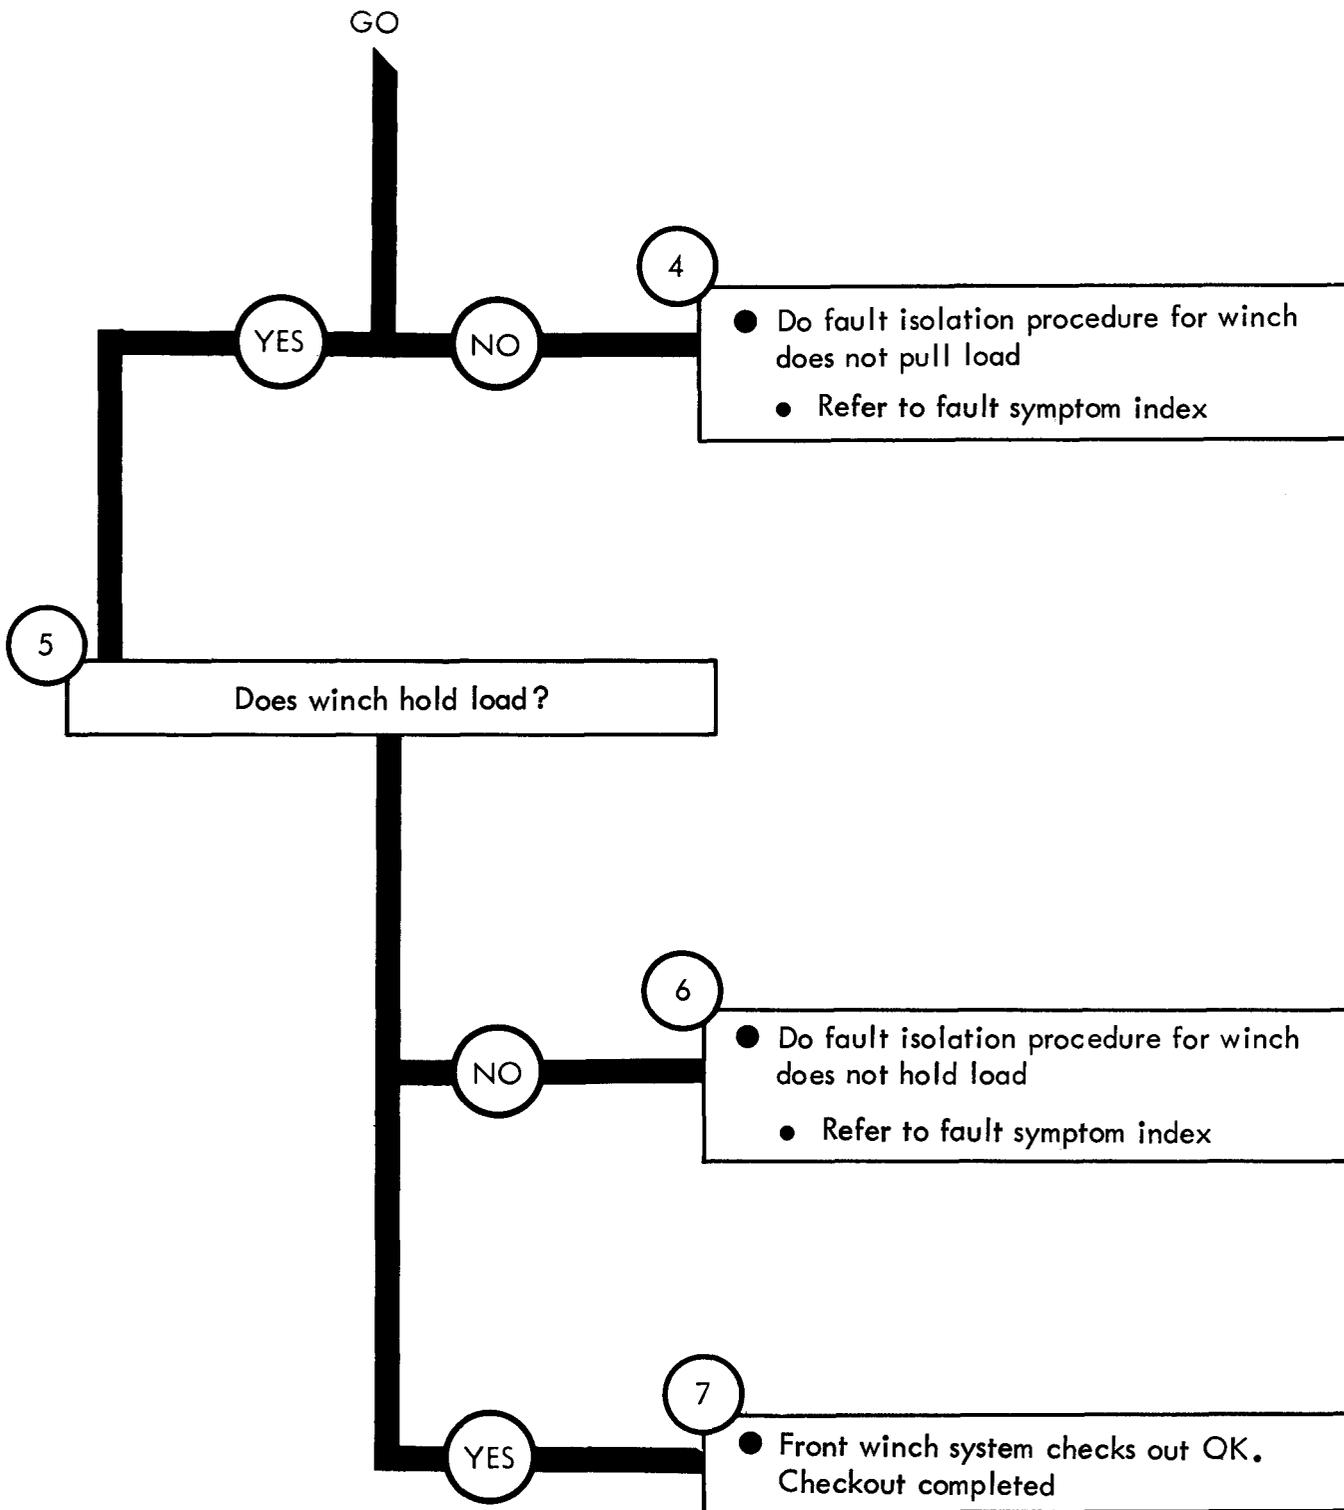 GO
YES
NO
4
● Do fault isolation procedure for winch
does not pull load
● Refer to fault symptom index
5
Does winch hold load?
NO
6
● Do fault isolation procedure for winch
does not hold load
● Refer to fault symptom index
YES
7
● Front winch system checks out OK.
Checkout completed